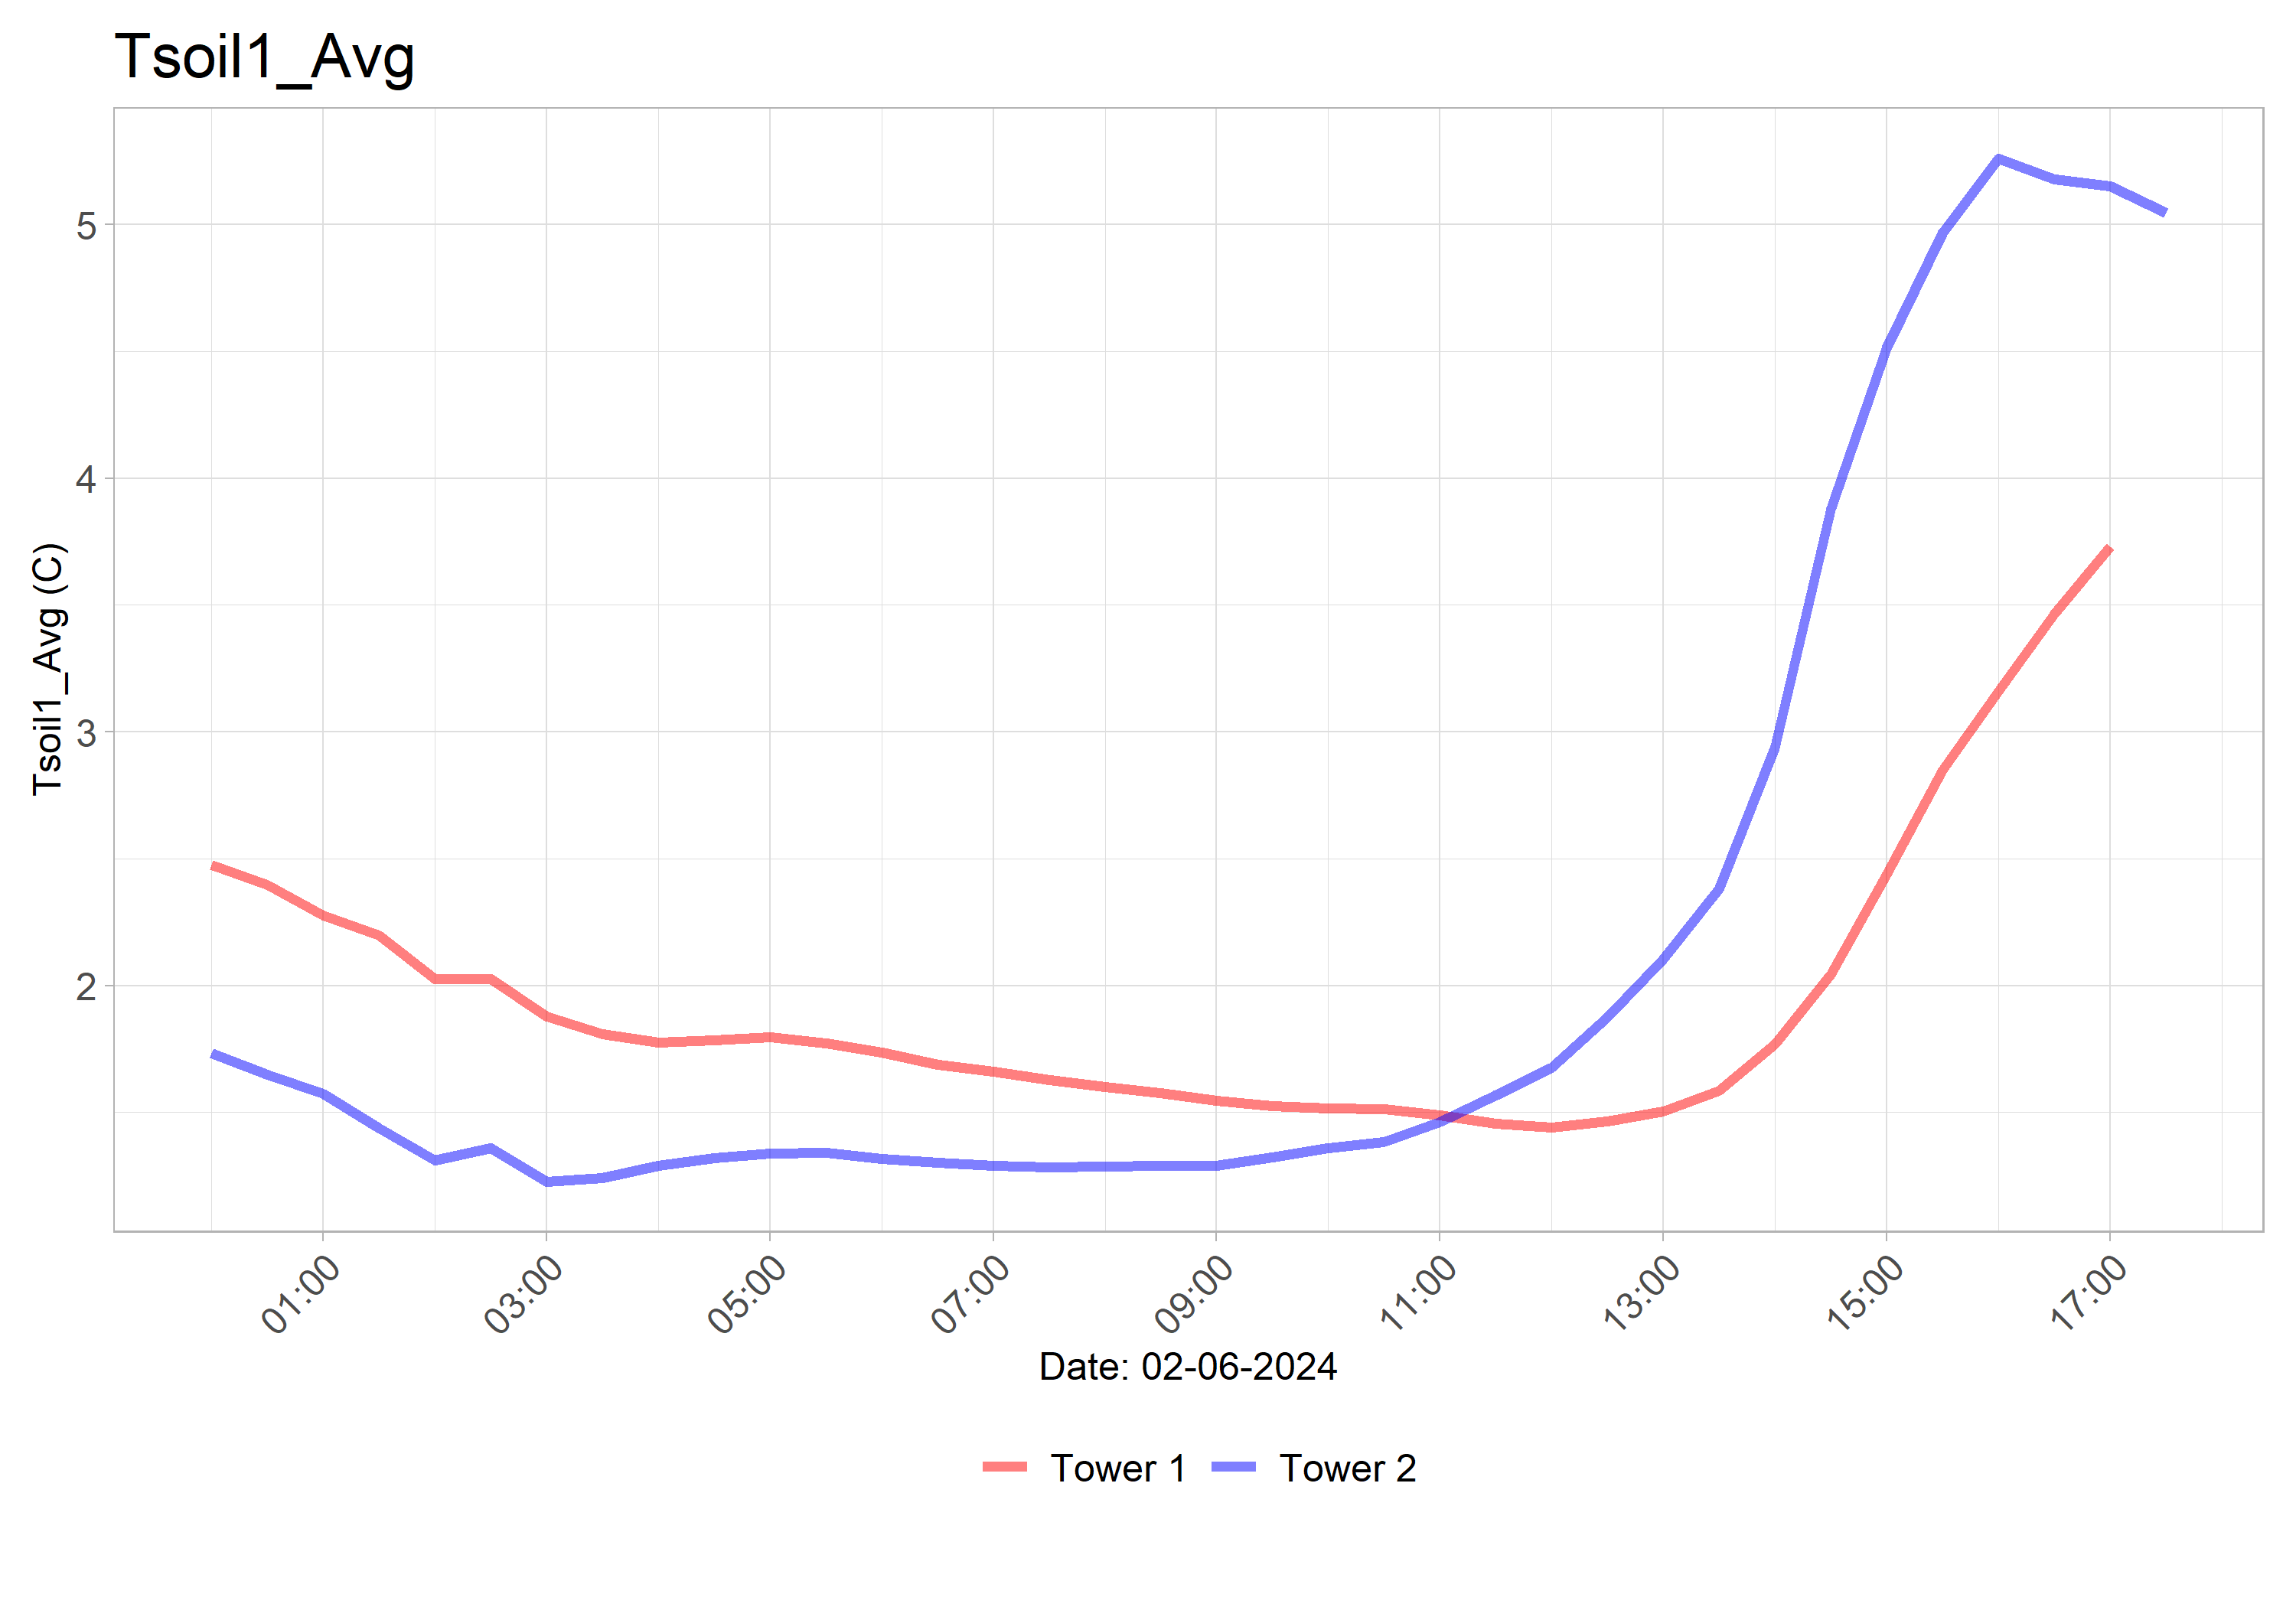 Tsoil1_Avg
Tsoil1_Avg (C)
5
4
3
2
01:00 03:00 05:00 07:00 09:00 11:00 13:00 15:00 17:00
Date: 02-06-2024
Tower 1 Tower 2